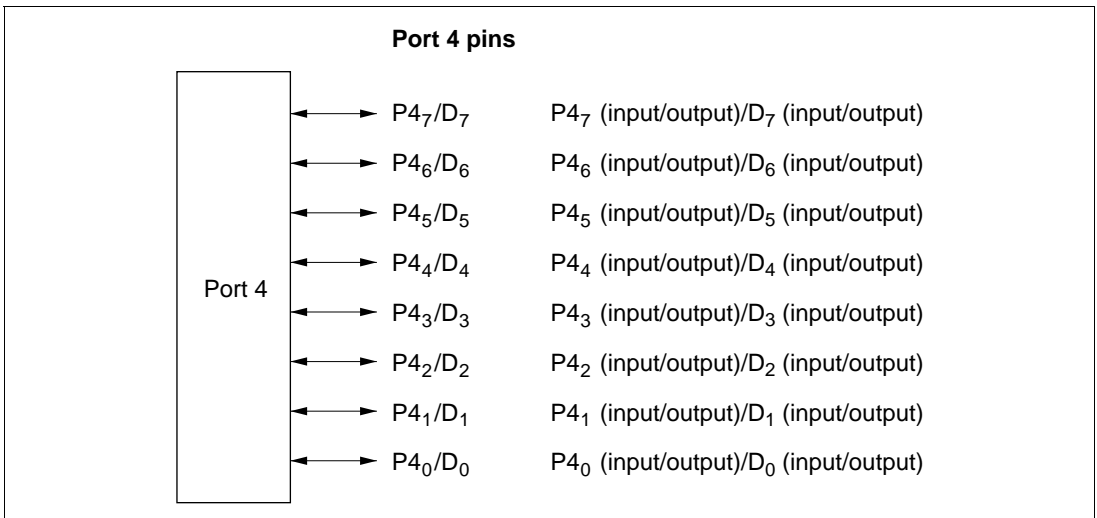 Port 4 pins
P4₇/D₇ P4₇ (input/output)/D₇ (input/output)
P4₆/D₆ P4₆ (input/output)/D₆ (input/output)
P4₅/D₅ P4₅ (input/output)/D₅ (input/output)
P4₄/D₄ P4₄ (input/output)/D₄ (input/output)
Port 4
P4₃/D₃ P4₃ (input/output)/D₃ (input/output)
P4₂/D₂ P4₂ (input/output)/D₂ (input/output)
P4₁/D₁ P4₁ (input/output)/D₁ (input/output)
P4₀/D₀ P4₀ (input/output)/D₀ (input/output)